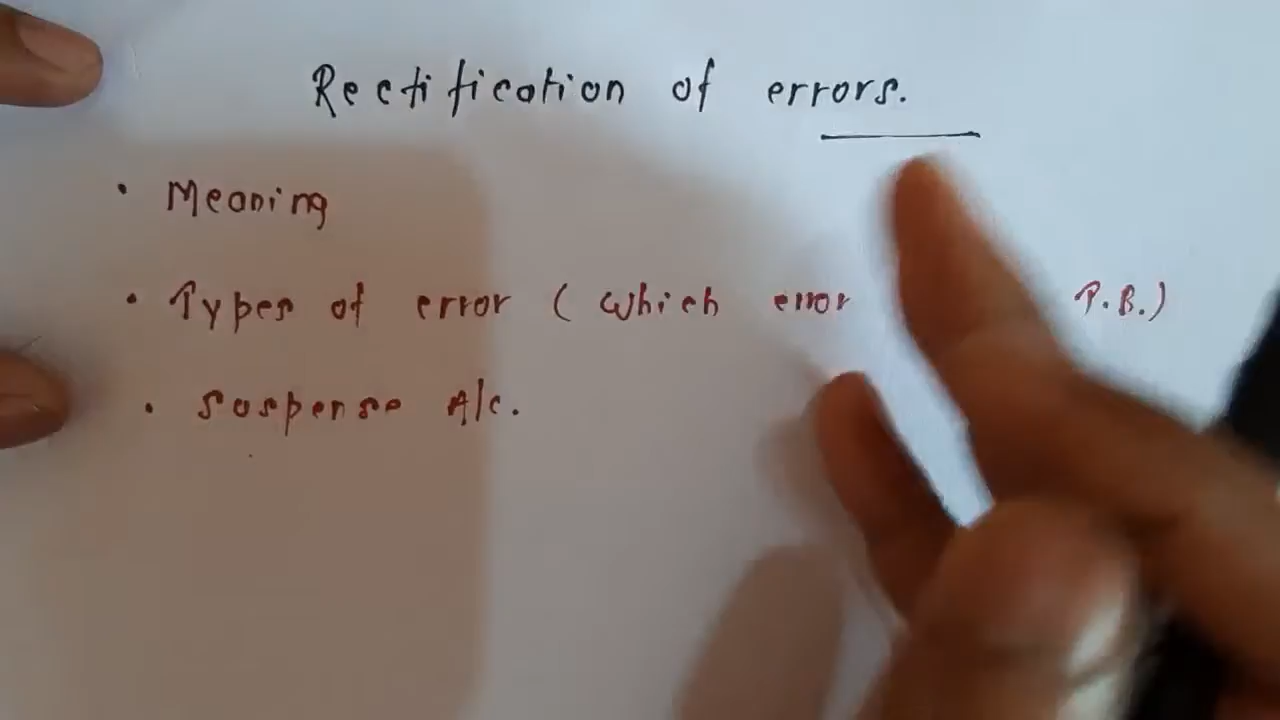 Rectification of errors.
• Meaning
• Types of error ( which error T.B.)
• Suspense A/c.